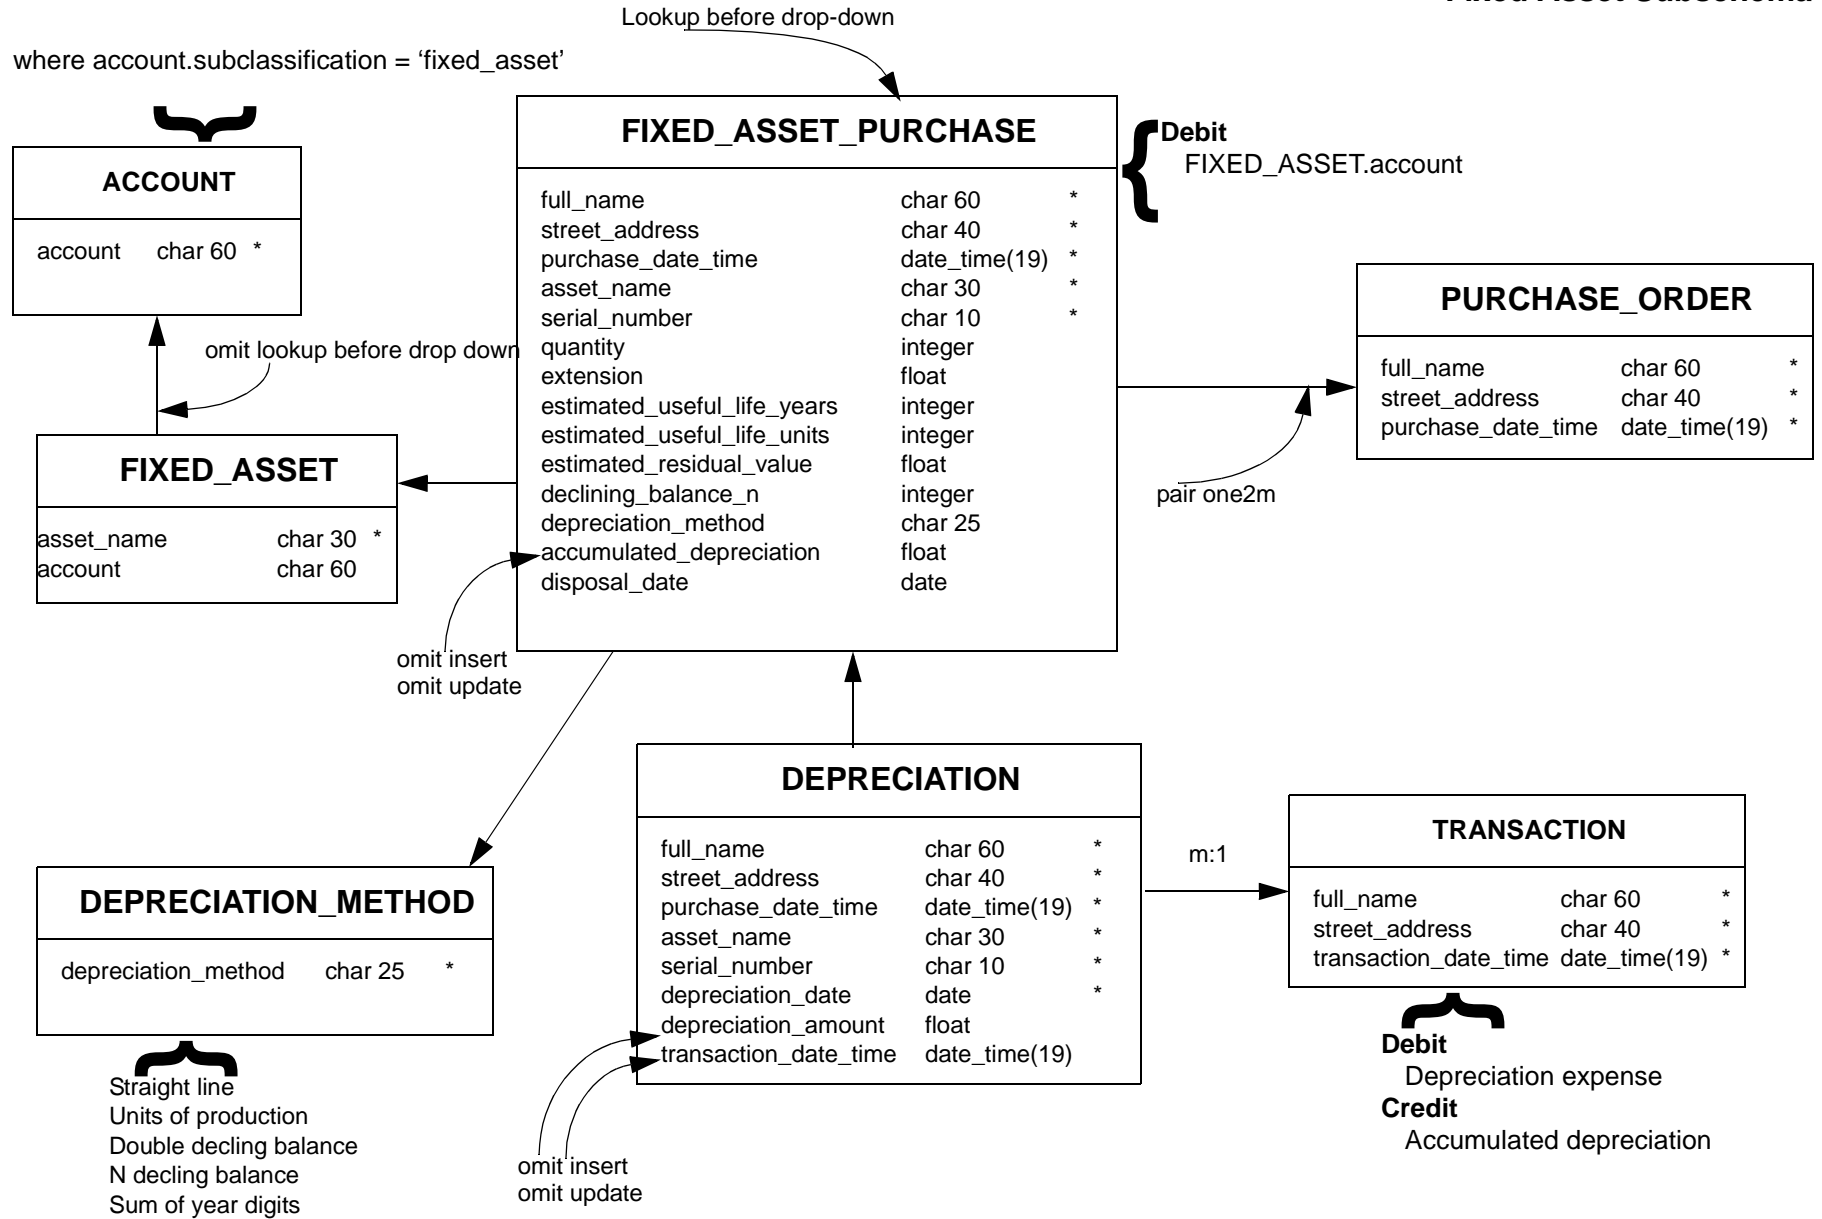 Fixed Asset Subschema
Lookup before drop-down
where account.subclassification = ‘fixed_asset’
ACCOUNT
account char 60 *
omit lookup before drop down
FIXED_ASSET
asset_name char 30 *
account char 60
FIXED_ASSET_PURCHASE
full_name char 60 *
street_address char 40 *
purchase_date_time date_time(19) *
asset_name char 30 *
serial_number char 10 *
quantity integer
extension float
estimated_useful_life_years integer
estimated_useful_life_units integer
estimated_residual_value float
declining_balance_n integer
depreciation_method char 25
accumulated_depreciation float
disposal_date date
omit insert
omit update
Debit
FIXED_ASSET.account
PURCHASE_ORDER
full_name char 60 *
street_address char 40 *
purchase_date_time date_time(19) *
pair one2m
DEPRECIATION_METHOD
depreciation_method char 25 *
Straight line
Units of production
Double decling balance
N decling balance
Sum of year digits
DEPRECIATION
full_name char 60 *
street_address char 40 *
purchase_date_time date_time(19) *
asset_name char 30 *
serial_number char 10 *
depreciation_date date *
depreciation_amount float
transaction_date_time date_time(19)
omit insert
omit update
m:1
TRANSACTION
full_name char 60 *
street_address char 40 *
transaction_date_time date_time(19) *
Debit
Depreciation expense
Credit
Accumulated depreciation